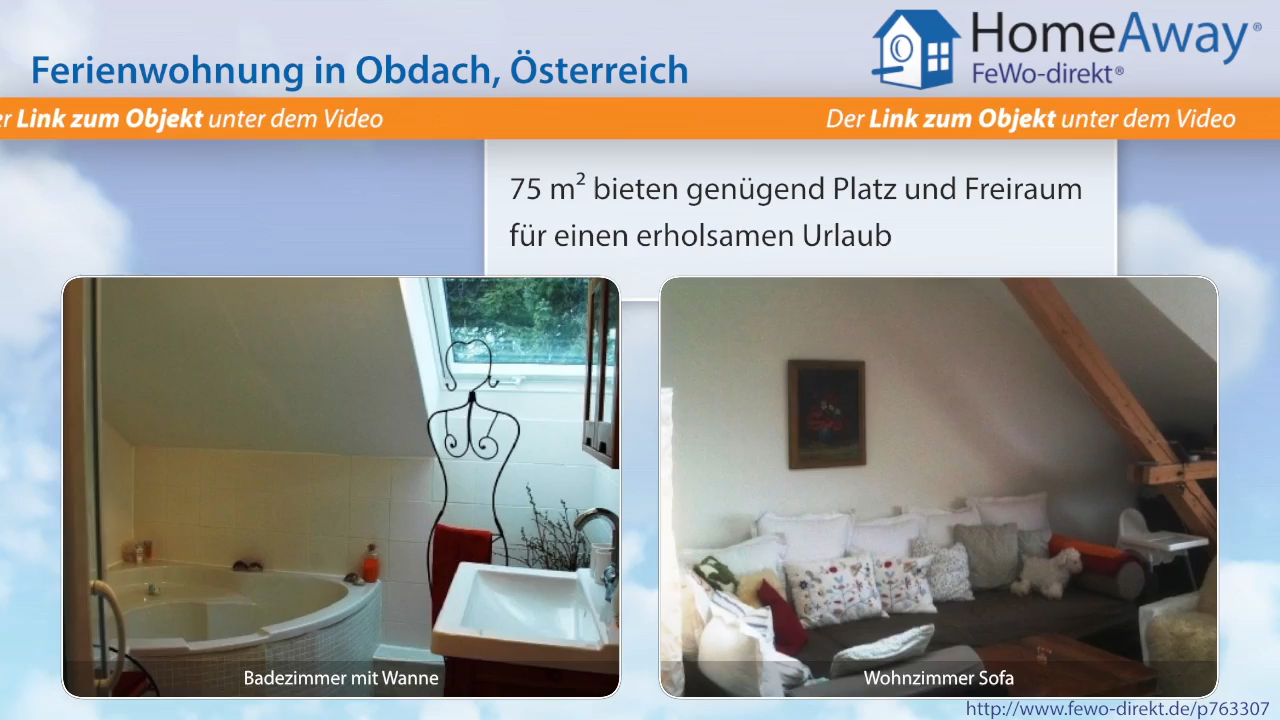 Ferienwohnung in Obdach, Österreich
HomeAway®
FeWo-direkt®
er Link zum Objekt unter dem Video
Der Link zum Objekt unter dem Video
75 m² bieten genügend Platz und Freiraum
für einen erholsamen Urlaub
Badezimmer mit Wanne
Wohnzimmer Sofa
http://www.fewo-direkt.de/p763307